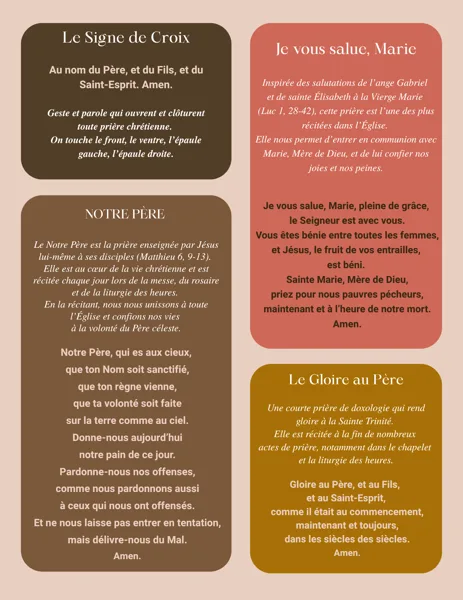 Le Signe de Croix
Au nom du Père, et du Fils, et du
Saint-Esprit. Amen.
Geste et parole qui ouvrent et clôturent
toute prière chrétienne.
On touche le front, le ventre, l'épaule
gauche, l'épaule droite.
NOTRE PÈRE
Le Notre Père est la prière enseignée par Jésus
lui-même à ses disciples (Matthieu 6, 9-13).
Elle est au cœur de la vie chrétienne et est
récitée chaque jour lors de la messe, du rosaire
et de la liturgie des heures.
En la récitant, nous nous unissons à toute
l'Église et confions nos vies
à la volonté du Père céleste.
Notre Père, qui es aux cieux,
que ton Nom soit sanctifié,
que ton règne vienne,
que ta volonté soit faite
sur la terre comme au ciel.
Donne-nous aujourd'hui
notre pain de ce jour.
Pardonne-nous nos offenses,
comme nous pardonnons aussi
à ceux qui nous ont offensés.
Et ne nous laisse pas entrer en tentation,
mais délivre-nous du Mal.
Amen.
Je vous salue, Marie
Inspirée des salutations de l'ange Gabriel
et de sainte Élisabeth à la Vierge Marie
(Luc 1, 28-42), cette prière est l'une des plus
récitées dans l'Église.
Elle nous permet d'entrer en communion avec
Marie, Mère de Dieu, et de lui confier nos
joies et nos peines.
Je vous salue, Marie, pleine de grâce,
le Seigneur est avec vous.
Vous êtes bénie entre toutes les femmes,
et Jésus, le fruit de vos entrailles,
est béni.
Sainte Marie, Mère de Dieu,
priez pour nous pauvres pécheurs,
maintenant et à l'heure de notre mort.
Amen.
Le Gloire au Père
Une courte prière de doxologie qui rend
gloire à la Sainte Trinité.
Elle est récitée à la fin de nombreux
actes de prière, notamment dans le chapelet
et la liturgie des heures.
Gloire au Père, et au Fils,
et au Saint-Esprit,
comme il était au commencement,
maintenant et toujours,
dans les siècles des siècles.
Amen.